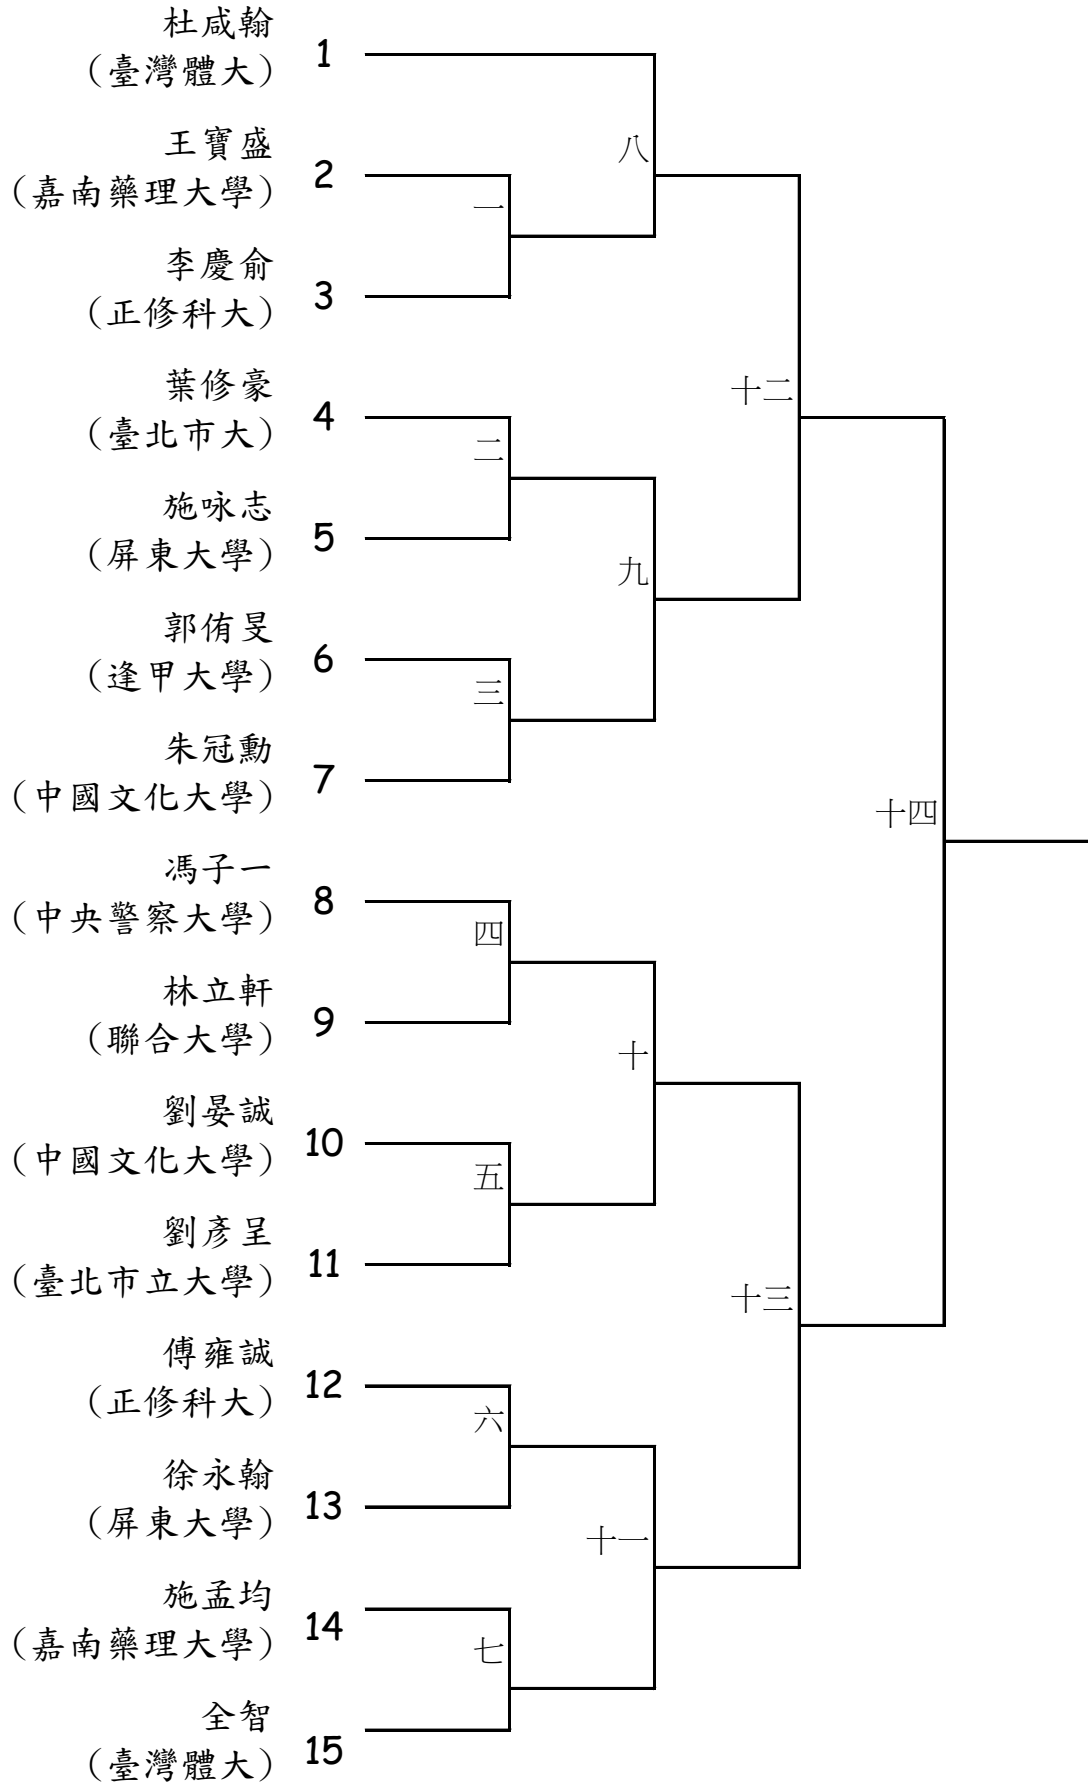 杜咸翰
(臺灣體大) 1
王寶盛
(嘉南藥理大學) 2
李慶俞
(正修科大) 3
葉修豪
(臺北市大) 4
施咏志
(屏東大學) 5
郭侑旻
(逢甲大學) 6
朱冠勳
(中國文化大學) 7
馮子一
(中央警察大學) 8
林立軒
(聯合大學) 9
劉晏誠
(中國文化大學) 10
劉彥呈
(臺北市立大學) 11
傅雍誠
(正修科大) 12
徐永翰
(屏東大學) 13
施孟均
(嘉南藥理大學) 14
全智
(臺灣體大) 15
一
二
三
四
五
六
七
八
九
十
十一
十二
十三
十四